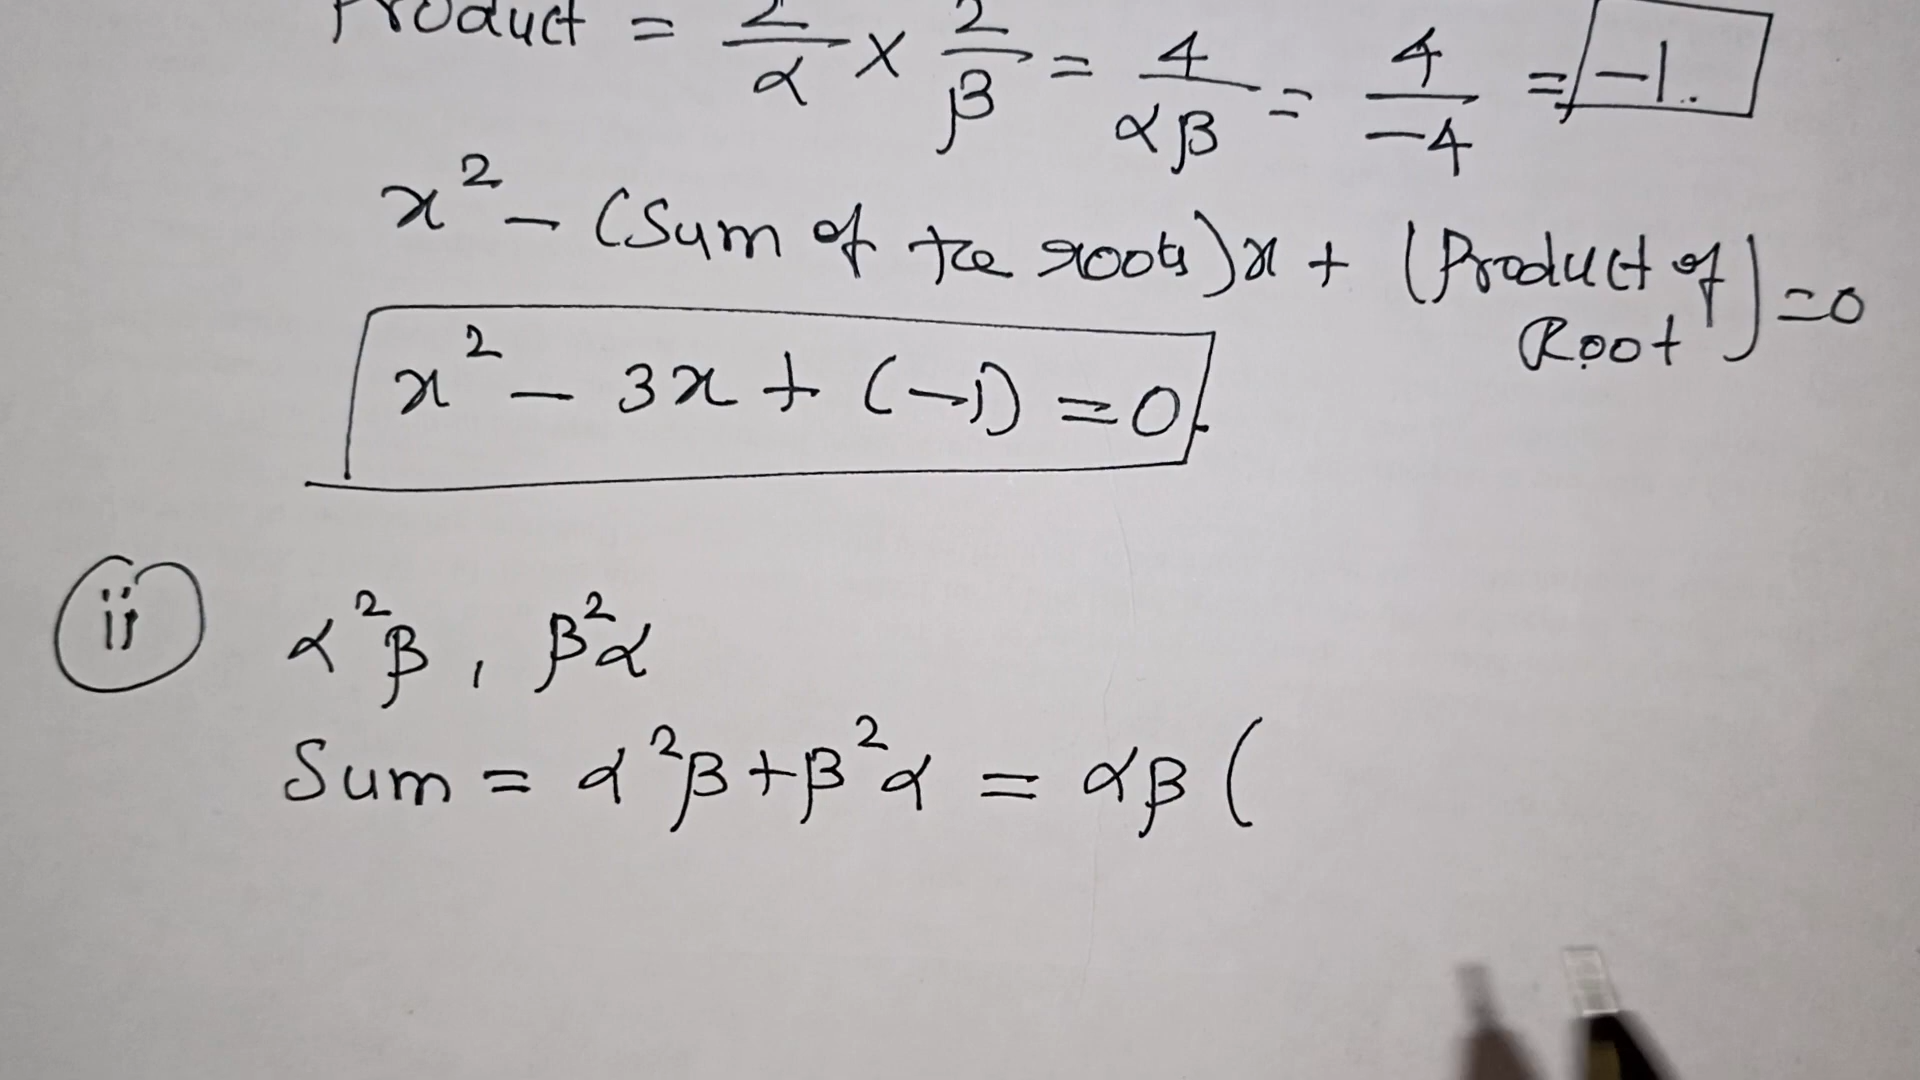 Product = 2/α × 2/β = 4/αβ = 4/-4 = -1.
x² - (Sum of the roots)x + (Product of Root) = 0
x² - 3x + (-1) = 0.
ii α²β, β²α
Sum = α²β + β²α = αβ (